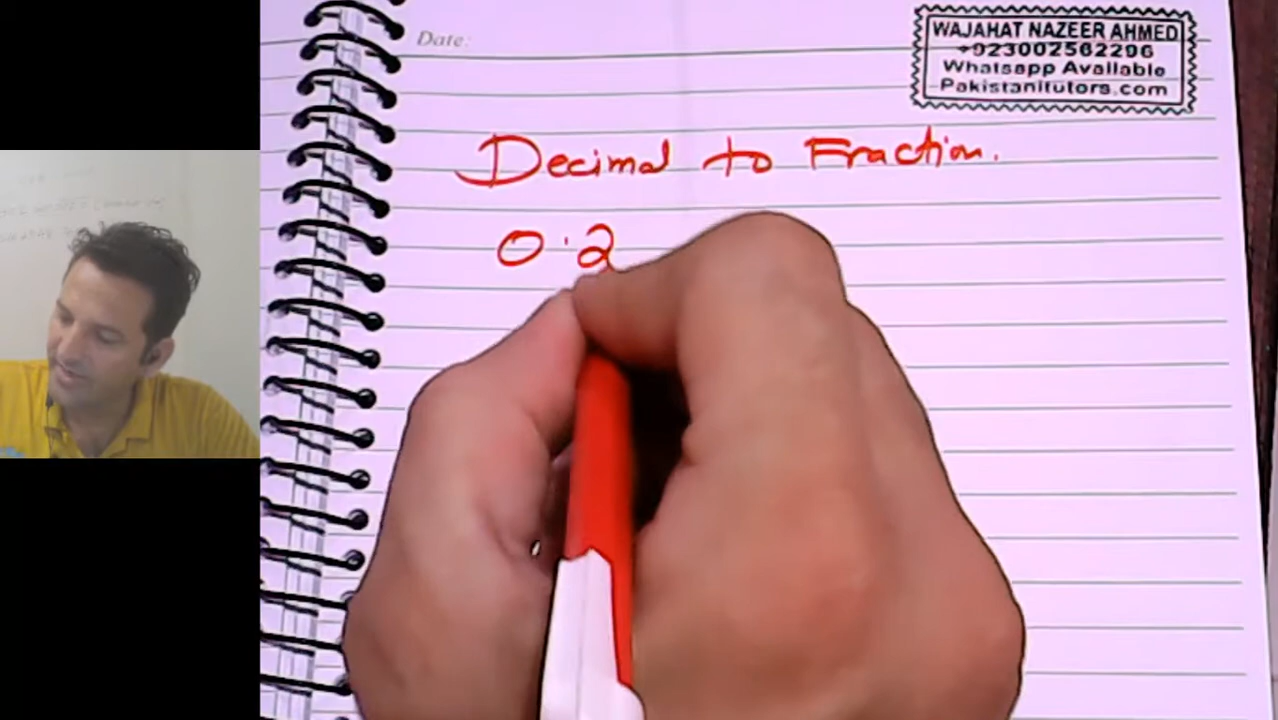 Date:
WAJAHAT NAZEER AHMED
+923002562296
Whatsapp Available
Pakistanitutors.com
Decimal to Fraction.
0.2